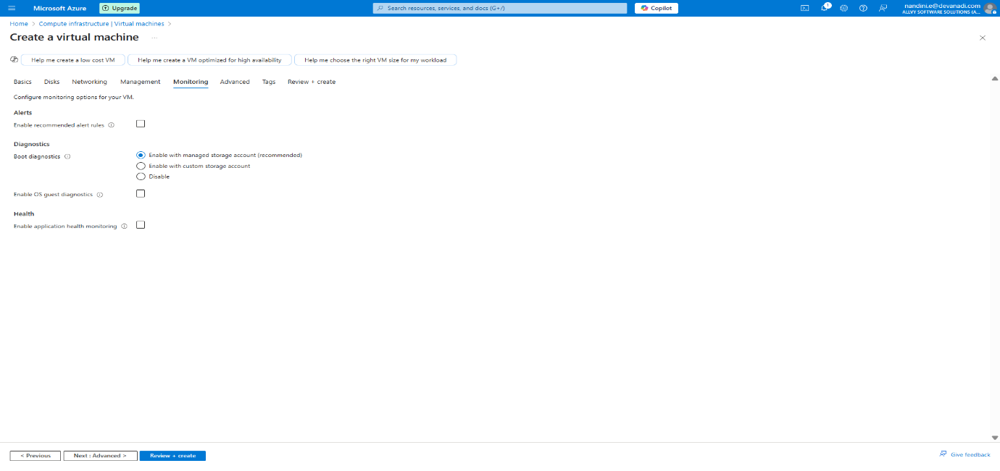 Microsoft Azure Upgrade Search resources, services, and docs (G+/) Copilot 1 nandini.e@devanadi.com
ALLVY SOFTWARE SOLUTIONS (A...
Home > Compute infrastructure | Virtual machines >
Create a virtual machine ...
Help me create a low cost VM Help me create a VM optimized for high availability Help me choose the right VM size for my workload
Basics Disks Networking Management Monitoring Advanced Tags Review + create
Configure monitoring options for your VM.
Alerts
Enable recommended alert rules
Diagnostics
Boot diagnostics Enable with managed storage account (recommended)
Enable with custom storage account
Disable
Enable OS guest diagnostics
Health
Enable application health monitoring
< Previous Next : Advanced > Review + create Give feedback